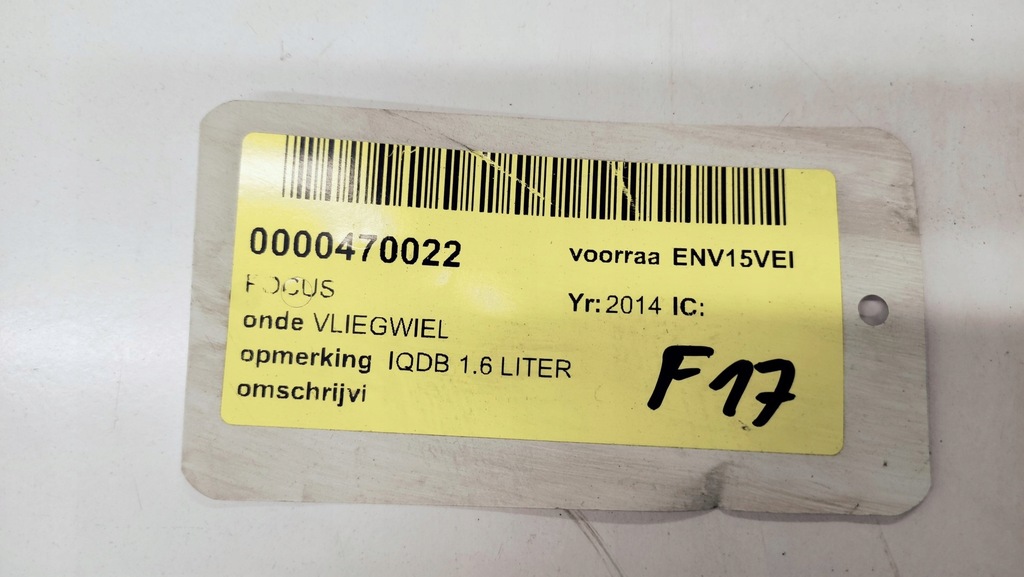 0000470022
voorraa ENV15VEI
FOCUS
Yr: 2014 IC:
onde VLIEGWIEL
opmerking IQDB 1.6 LITER
omschrijvi
F17